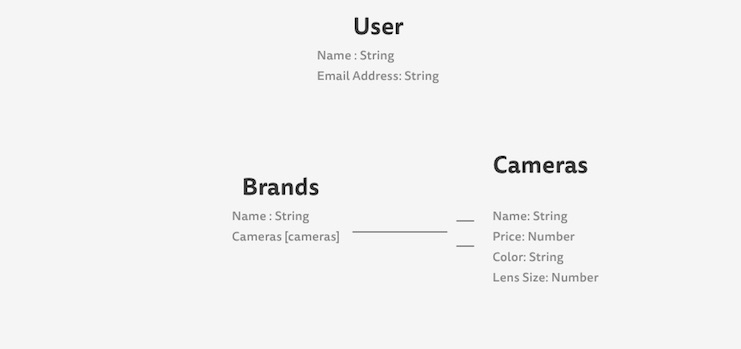 User
Name : String
Email Address: String
Brands
Name : String
Cameras [cameras]
Cameras
Name: String
Price: Number
Color: String
Lens Size: Number